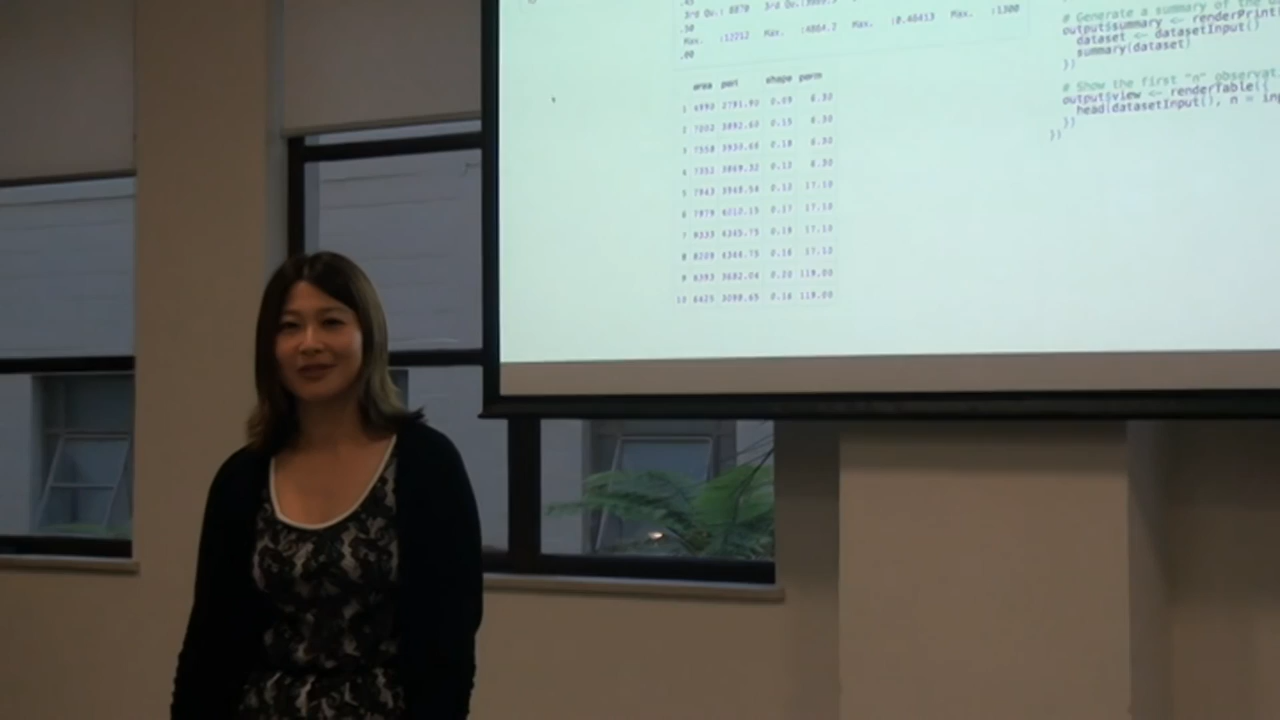 3rd Qu.: 8870 3rd Qu.:3989.5
.50
Max. :12212 Max. :4864.2 Max. :0.46413 Max. :1300
.00
area peri shape perm
1 4990 2791.90 0.09 6.30
2 7002 3892.60 0.15 6.30
3 7558 3930.66 0.18 6.30
4 7352 3869.32 0.12 6.30
5 7943 3948.54 0.12 17.10
6 7979 4010.15 0.17 17.10
7 9333 4345.75 0.19 17.10
8 8209 4344.75 0.16 17.10
9 8393 3682.04 0.20 119.00
10 6425 3098.65 0.16 119.00
# Generate a summary of the
output$summary <- renderPrint(
dataset <- datasetInput()
summary(dataset)
})
# Show the first "n" observat
output$view <- renderTable({
head(datasetInput(), n = inp
})
})